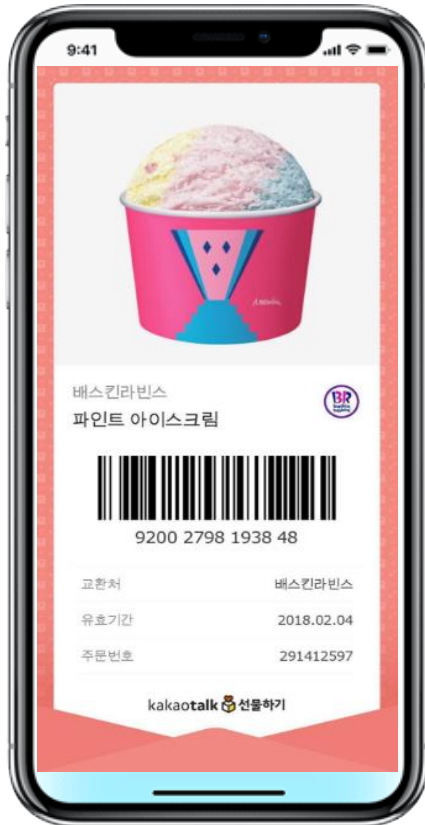 9:41
배스킨라빈스
파인트 아이스크림
BR
9200 2798 1938 48
교환처 배스킨라빈스
유효기간 2018.02.04
주문번호 291412597
kakaotalk 선물하기